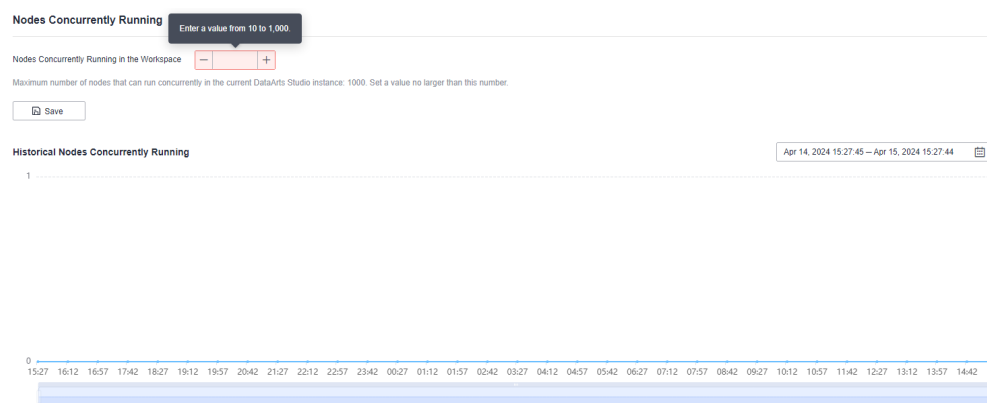 Nodes Concurrently Running
Enter a value from 10 to 1,000.
Nodes Concurrently Running in the Workspace
Maximum number of nodes that can run concurrently in the current DataArts Studio instance: 1000. Set a value no larger than this number.
Save
Historical Nodes Concurrently Running
Apr 14, 2024 15:27:45 – Apr 15, 2024 15:27:44
1
0
15:27 16:12 16:57 17:42 18:27 19:12 19:57 20:42 21:27 22:12 22:57 23:42 00:27 01:12 01:57 02:42 03:27 04:12 04:57 05:42 06:27 07:12 07:57 08:42 09:27 10:12 10:57 11:42 12:27 13:12 13:57 14:42